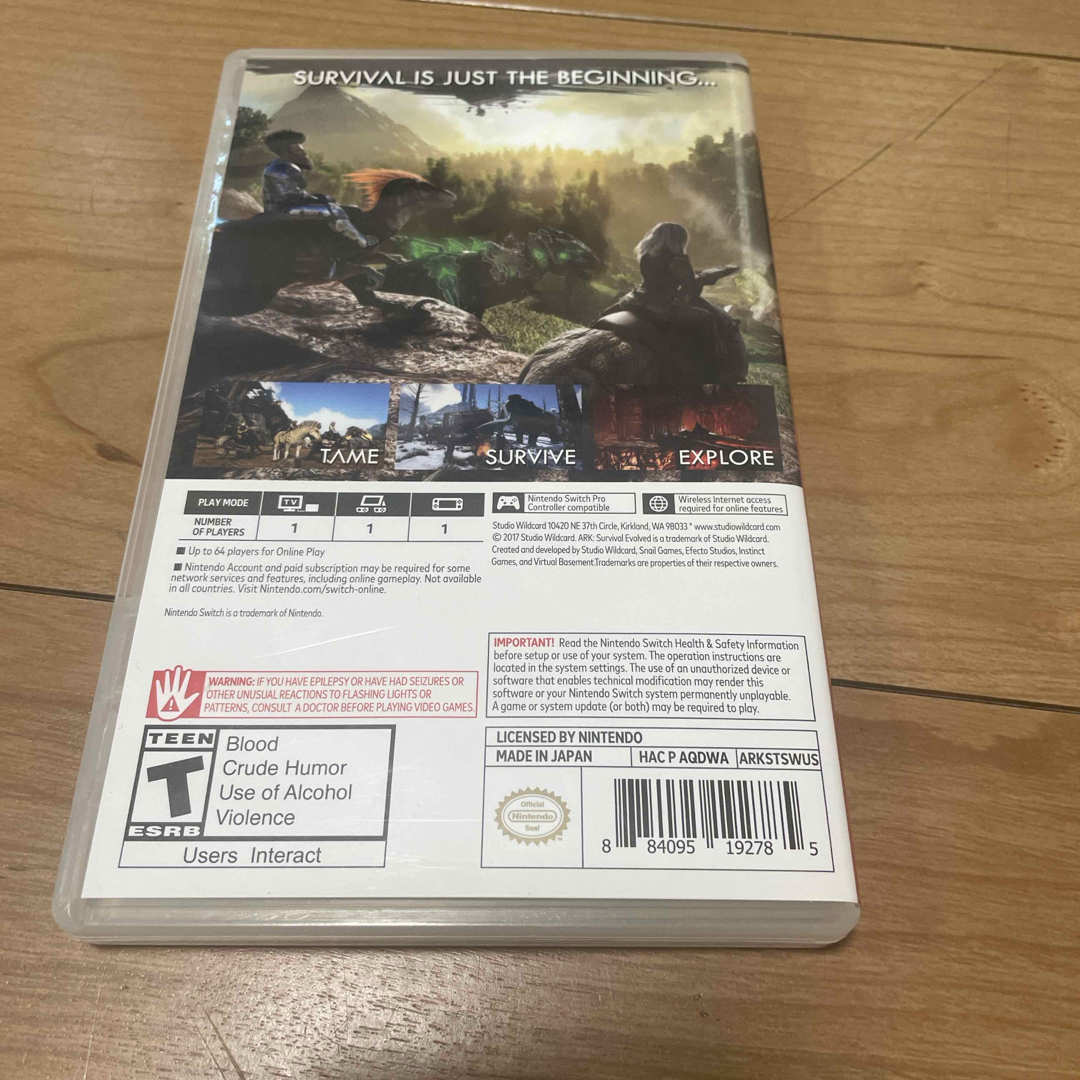 SURVIVAL IS JUST THE BEGINNING...
TAME
SURVIVE
EXPLORE
PLAY MODE
TV
NUMBER
OF PLAYERS
1
1
1
■ Up to 64 players for Online Play
■ Nintendo Account and paid subscription may be required for some
network services and features, including online gameplay. Not available
in all countries. Visit Nintendo.com/switch-online.
Nintendo Switch is a trademark of Nintendo.
Nintendo Switch Pro
Controller compatible
Wireless Internet access
required for online features
Studio Wildcard 10420 NE 37th Circle, Kirkland, WA 98033 * www.studiowildcard.com
© 2017 Studio Wildcard. ARK: Survival Evolved is a trademark of Studio Wildcard.
Created and developed by Studio Wildcard, Snail Games, Efecto Studios, Instinct
Games, and Virtual Basement.Trademarks are properties of their respective owners.
IMPORTANT! Read the Nintendo Switch Health & Safety Information
before setup or use of your system. The operation instructions are
located in the system settings. The use of an unauthorized device or
software that enables technical modification may render this
software or your Nintendo Switch system permanently unplayable.
A game or system update (or both) may be required to play.
WARNING: IF YOU HAVE EPILEPSY OR HAVE HAD SEIZURES OR
OTHER UNUSUAL REACTIONS TO FLASHING LIGHTS OR
PATTERNS, CONSULT A DOCTOR BEFORE PLAYING VIDEO GAMES.
TEEN
T
ESRB
Blood
Crude Humor
Use of Alcohol
Violence
Users Interact
LICENSED BY NINTENDO
MADE IN JAPAN
HAC P AQDWA
ARKSTSWUS
Official
Nintendo
Seal
TM
8 84095 19278 5